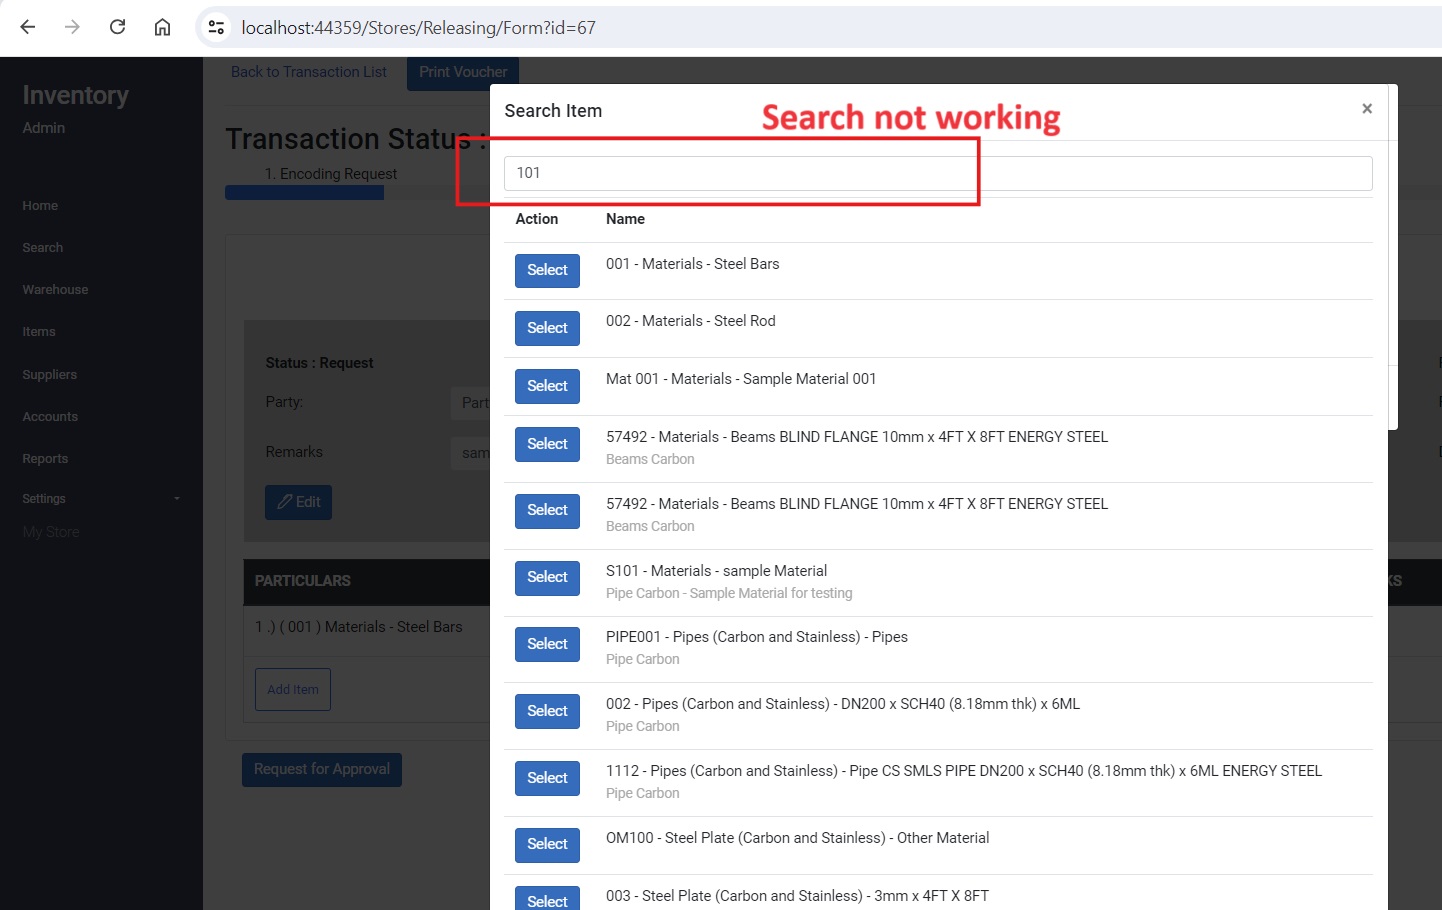 localhost:44359/Stores/Releasing/Form?id=67
Inventory
Admin
Home
Search
Warehouse
Items
Suppliers
Accounts
Reports
Settings
My Store
Back to Transaction List
Print Voucher
Transaction Status :
1. Encoding Request
Status : Request
Party:
Part
Remarks
sam
Edit
PARTICULARS
KS
1 .) ( 001 ) Materials - Steel Bars
Add Item
Request for Approval
Search Item
Search not working
×
101
Action Name
Select 001 - Materials - Steel Bars
Select 002 - Materials - Steel Rod
Select Mat 001 - Materials - Sample Material 001
Select 57492 - Materials - Beams BLIND FLANGE 10mm x 4FT X 8FT ENERGY STEEL
Beams Carbon
Select 57492 - Materials - Beams BLIND FLANGE 10mm x 4FT X 8FT ENERGY STEEL
Beams Carbon
Select S101 - Materials - sample Material
Pipe Carbon - Sample Material for testing
Select PIPE001 - Pipes (Carbon and Stainless) - Pipes
Pipe Carbon
Select 002 - Pipes (Carbon and Stainless) - DN200 x SCH40 (8.18mm thk) x 6ML
Pipe Carbon
Select 1112 - Pipes (Carbon and Stainless) - Pipe CS SMLS PIPE DN200 x SCH40 (8.18mm thk) x 6ML ENERGY STEEL
Pipe Carbon
Select OM100 - Steel Plate (Carbon and Stainless) - Other Material
Select 003 - Steel Plate (Carbon and Stainless) - 3mm x 4FT X 8FT